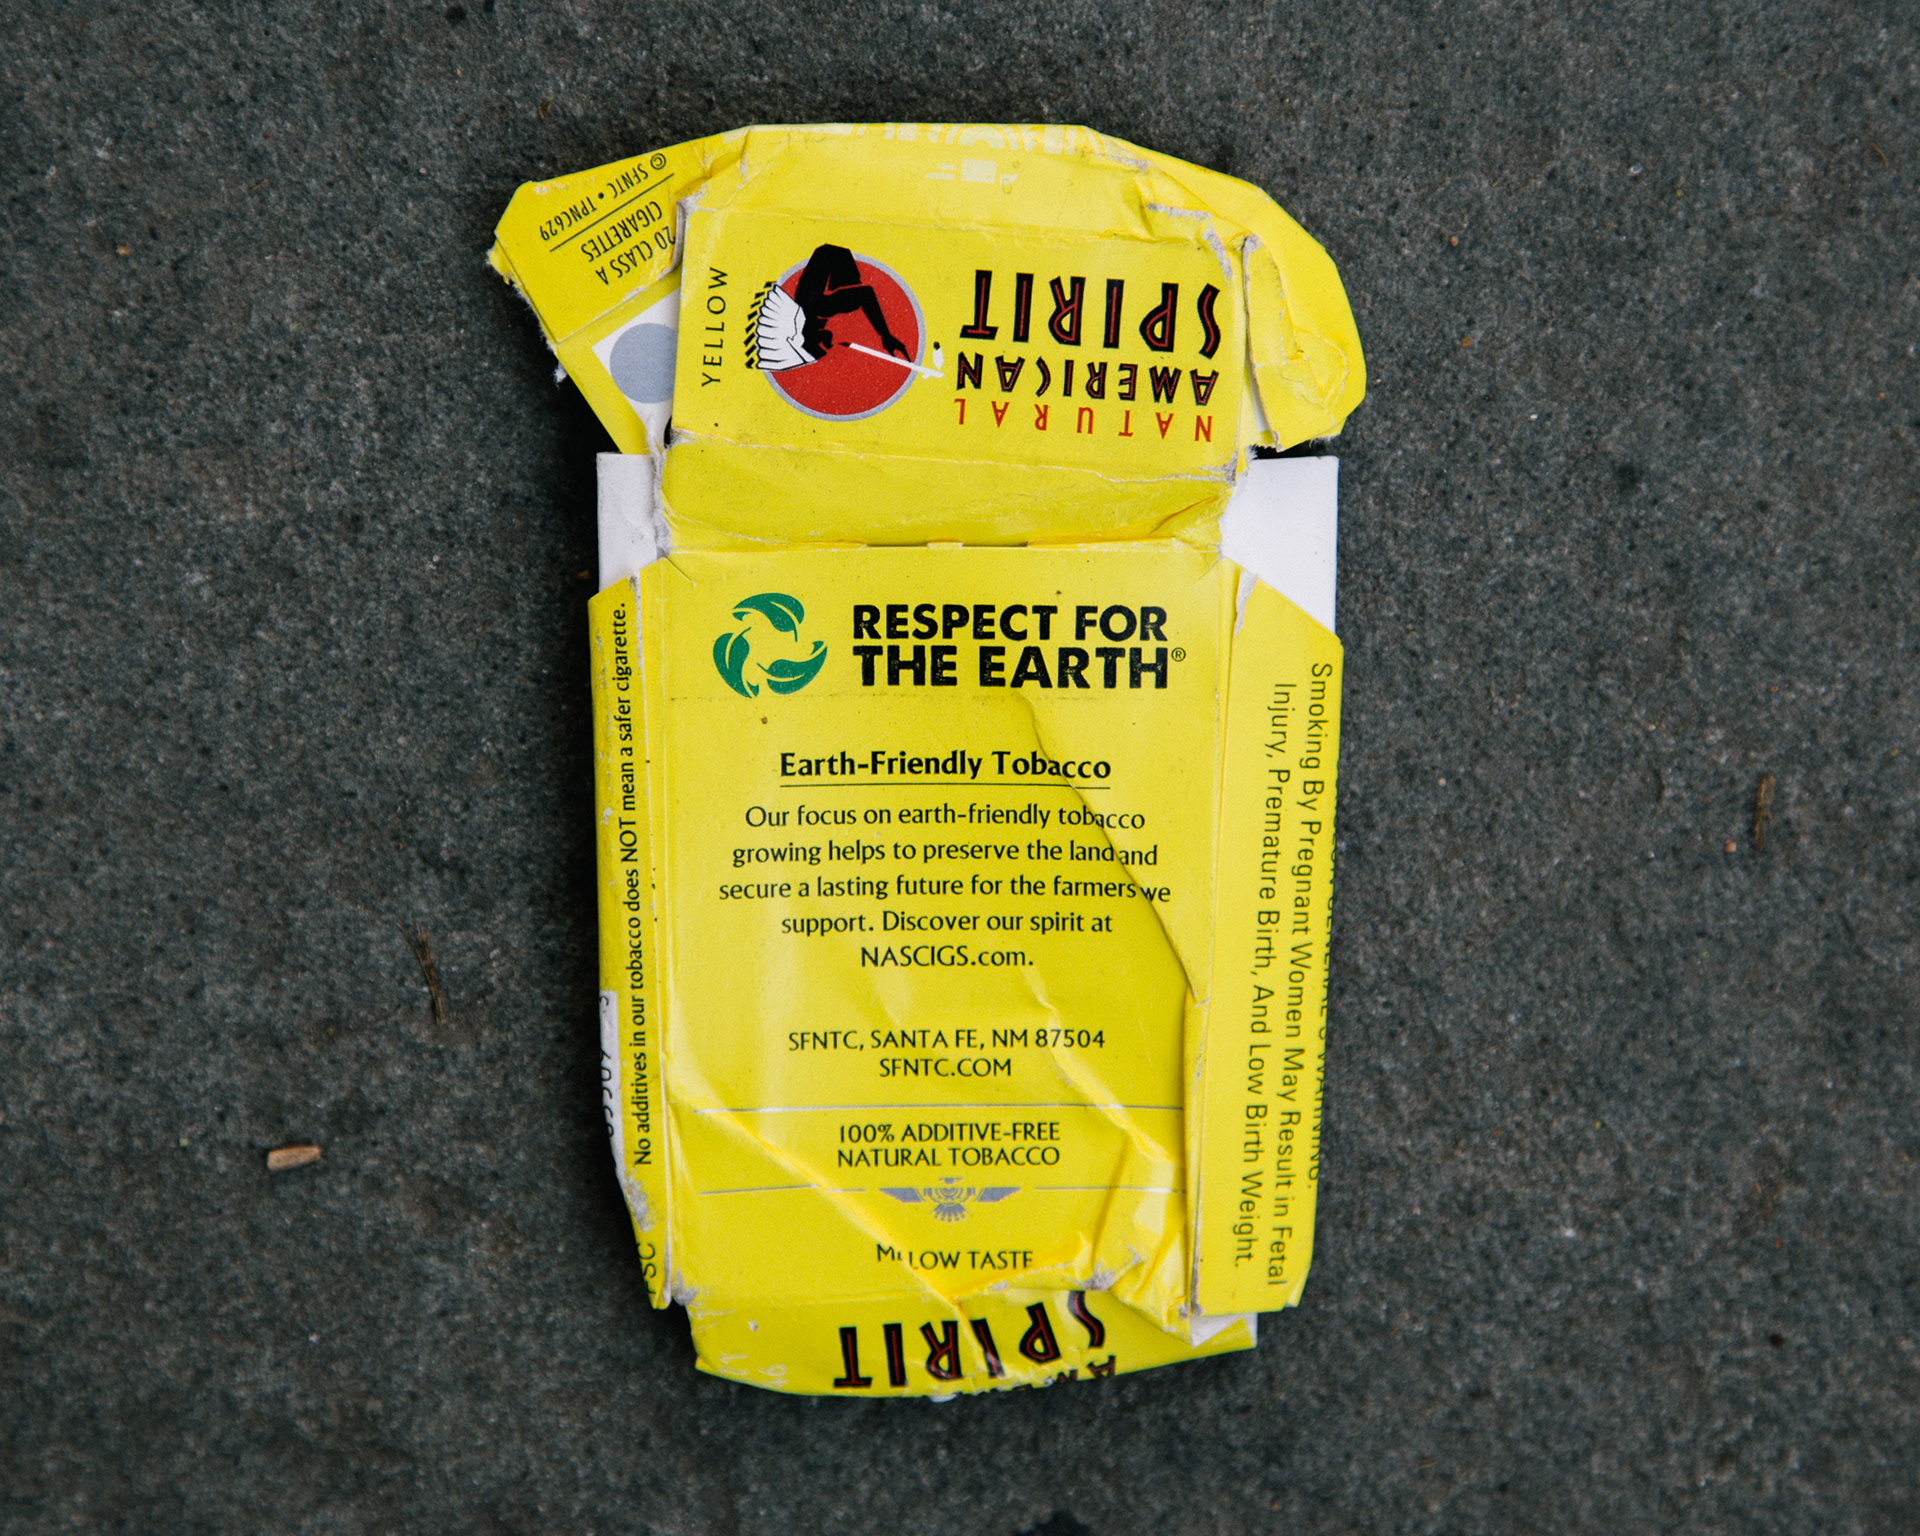 © SFNTC • TPNC629
20 CLASS A
CIGARETTES
YELLOW
NATURAL
AMERICAN
SPIRIT
RESPECT FOR
THE EARTH®
Earth-Friendly Tobacco
Our focus on earth-friendly tobacco
growing helps to preserve the land and
secure a lasting future for the farmers we
support. Discover our spirit at
NASCIGS.com.
SFNTC, SANTA FE, NM 87504
SFNTC.COM
100% ADDITIVE-FREE
NATURAL TOBACCO
LOW TASTE
SPIRIT
No additives in our tobacco does NOT mean a safer cigarette.
FSC
WARNING:
Smoking By Pregnant Women May Result in Fetal
Injury, Premature Birth, And Low Birth Weight.